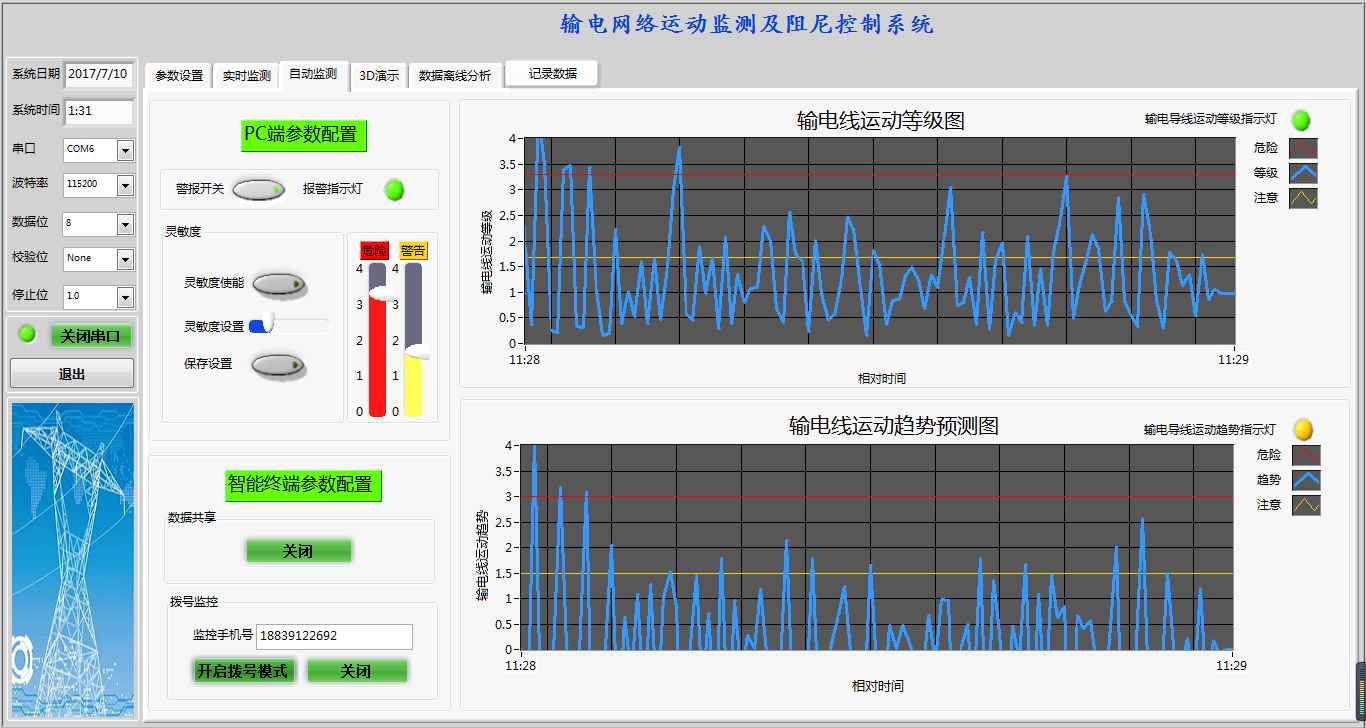 输电网络运动监测及阻尼控制系统
系统日期 2017/7/10
系统时间 1:31
串口 COM6
波特率 115200
数据位 8
校验位 None
停止位 1.0
关闭串口
退出
参数设置 实时监测 自动监测 3D演示 数据离线分析 记录数据
PC端参数配置
警报开关 报警指示灯
灵敏度
灵敏度使能
灵敏度设置
保存设置
危险 警告
4 4
3 3
2 2
1 1
0 0
智能终端参数配置
数据共享
关闭
拨号监控
监控手机号 18839122692
开启拨号模式 关闭
输电线运动等级图
输电导线运动等级指示灯
危险
等级
注意
输电线运动等级
4
3.5
3
2.5
2
1.5
1
0.5
0
11:28 11:29
相对时间
输电线运动趋势预测图
输电导线运动趋势指示灯
危险
趋势
注意
输电线运动趋势
4
3.5
3
2.5
2
1.5
1
0.5
0
11:28 11:29
相对时间